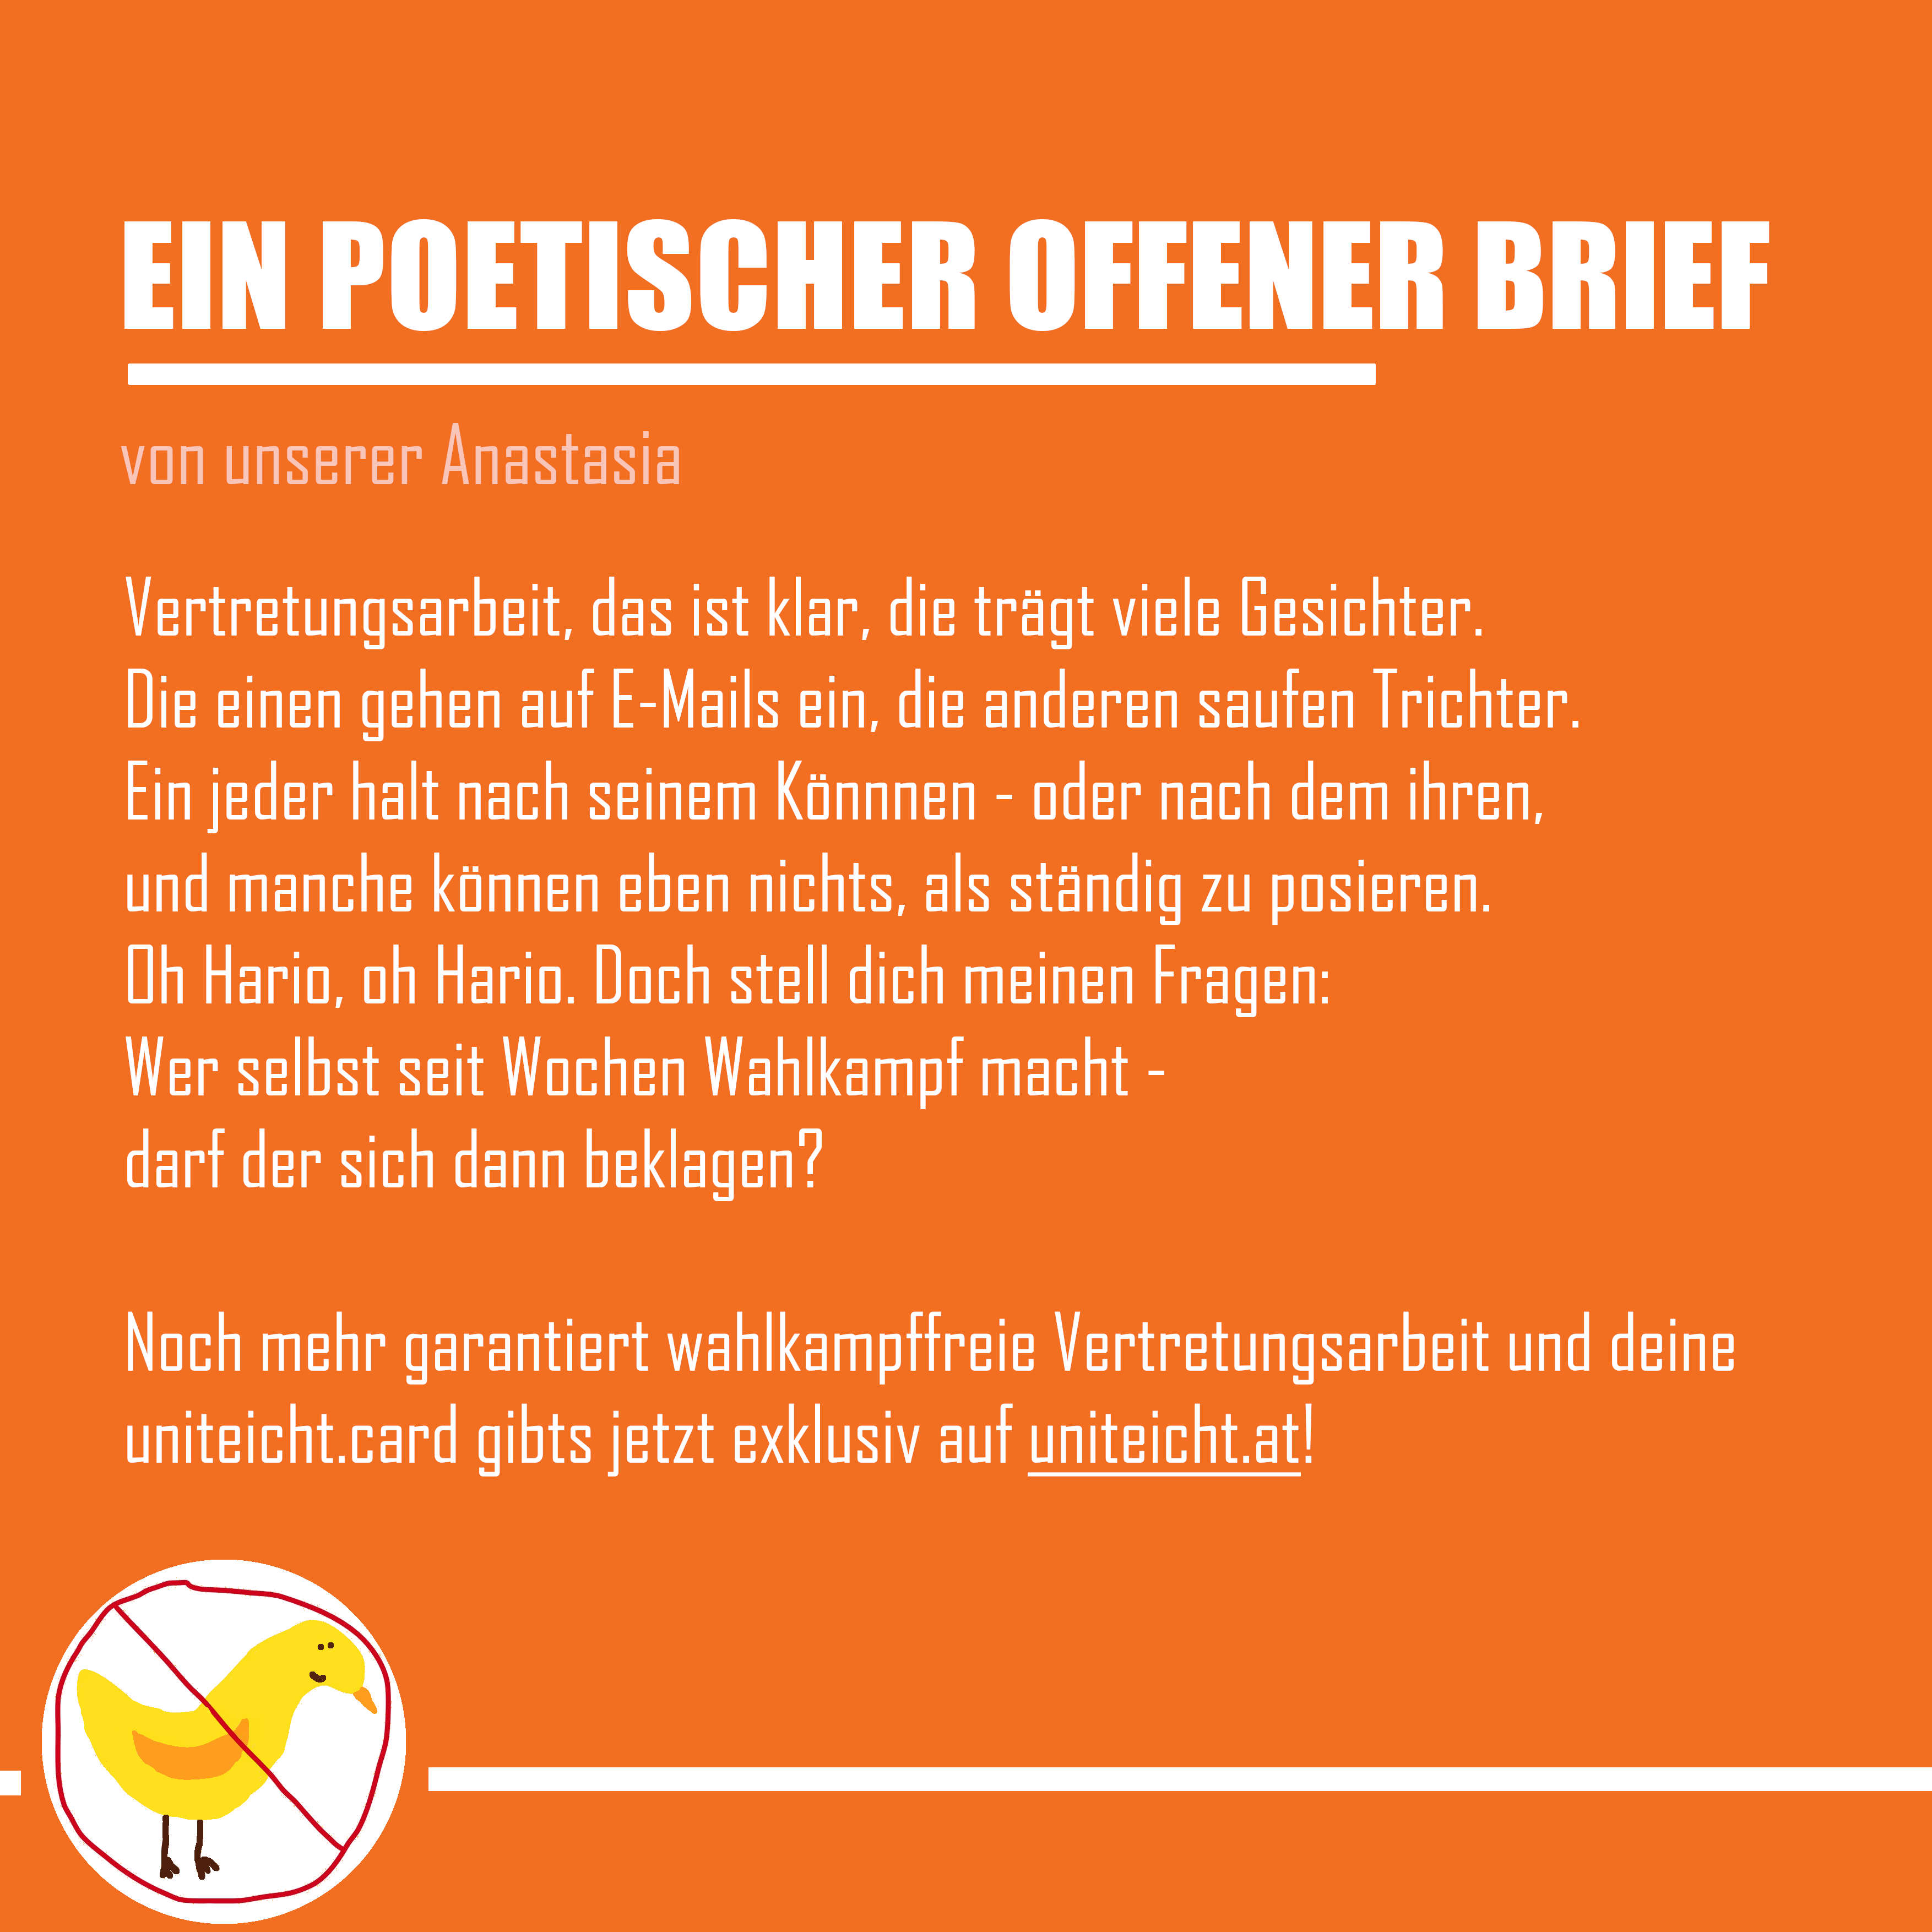 EIN POETISCHER OFFENER BRIEF
von unserer Anastasia
Vertretungsarbeit, das ist klar, die trägt viele Gesichter.
Die einen gehen auf E-Mails ein, die anderen saufen Trichter.
Ein jeder halt nach seinem Könnnen - oder nach dem ihren,
und manche können eben nichts, als ständig zu posieren.
Oh Hario, oh Hario. Doch stell dich meinen Fragen:
Wer selbst seit Wochen Wahlkampf macht -
darf der sich dann beklagen?
Noch mehr garantiert wahlkampffreie Vertretungsarbeit und deine
uniteicht.card gibts jetzt exklusiv auf uniteicht.at!